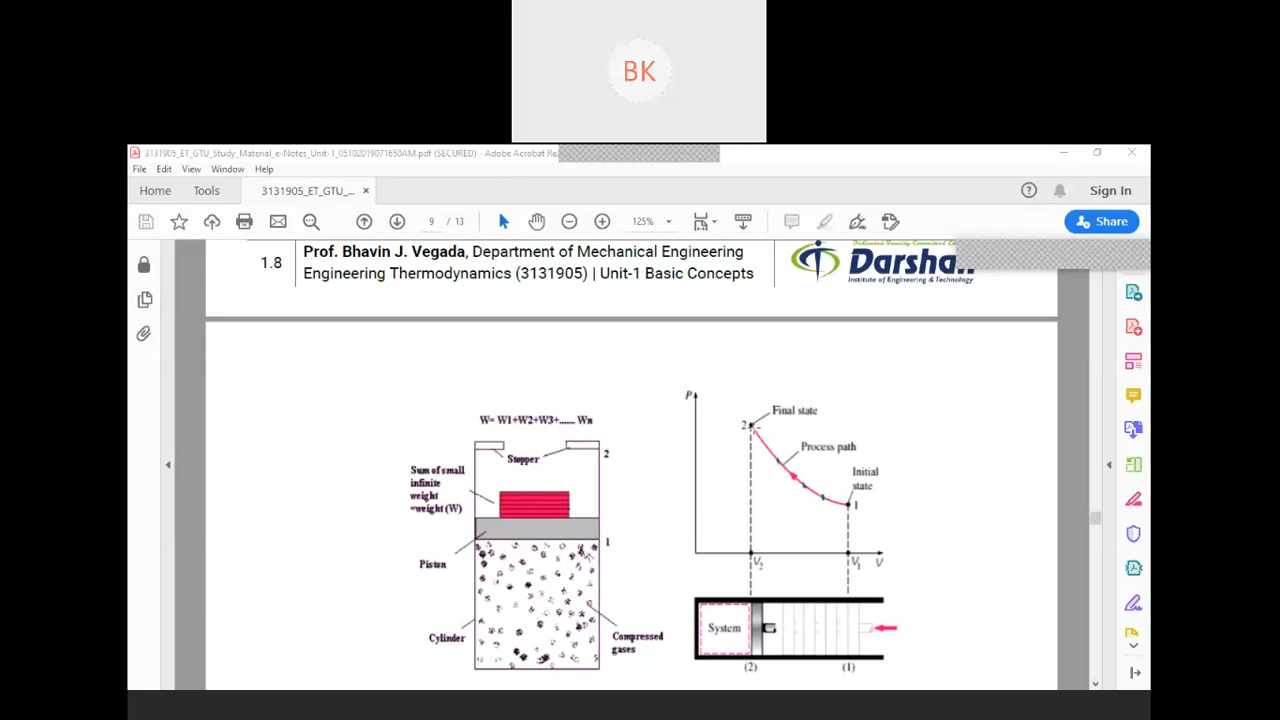 BK
3131905_ET_GTU_Study_Material_e-Notes_Unit-1_05102019071650AM.pdf (SECURED) - Adobe Acrobat Re
File Edit View Window Help
Home Tools 3131905_ET_GTU_... ×
Sign In
9 / 13 125%
Share
1.8
Prof. Bhavin J. Vegada, Department of Mechanical Engineering
Engineering Thermodynamics (3131905) | Unit-1 Basic Concepts
Darshan
Institute of Engineering & Technology
W= W1+W2+W3+...... Wn
Stopper
2
Sum of small
infinite
weight
=weight (W)
1
Piston
Cylinder
Compressed
gases
P
Final state
2
Process path
Initial
state
1
V2
V1
V
System
(2)
(1)